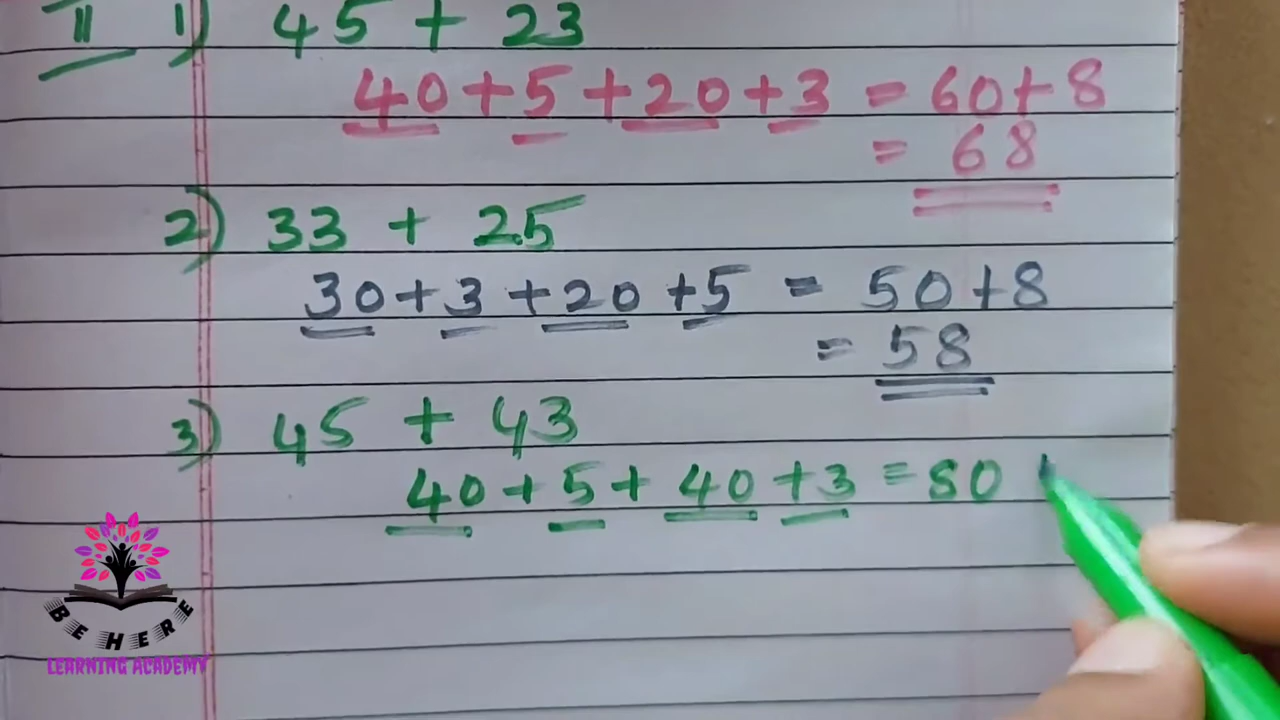 II 1) 45 + 23
40 + 5 + 20 + 3 = 60 + 8
= 68
2) 33 + 25
30 + 3 + 20 + 5 = 50 + 8
= 58
3) 45 + 43
40 + 5 + 40 + 3 = 80
BE HERE
LEARNING ACADEMY